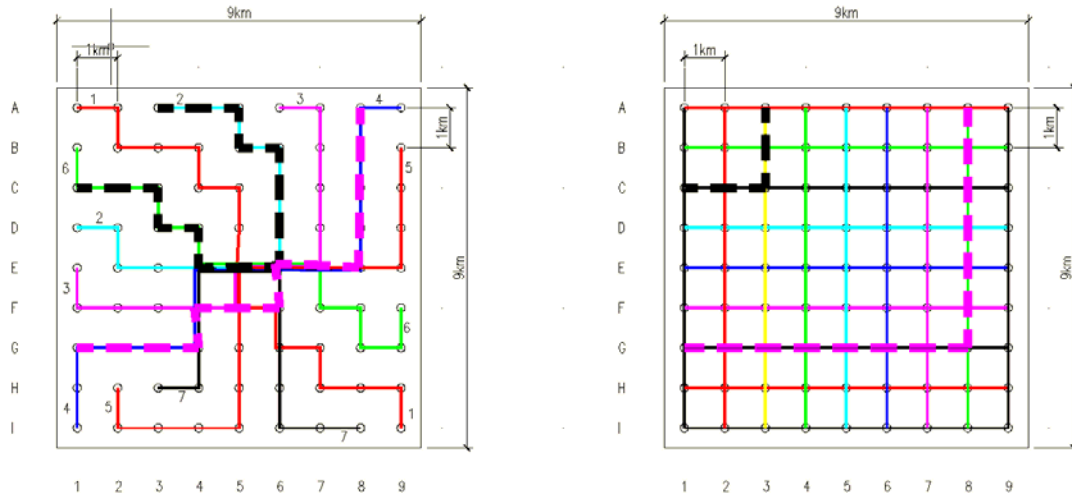 9km 9km
1km 1km
A 1 2 3 4 A
1km 1km
B B
6 5
C C
D 2 D
9km 9km
E E
3
F F
6
G G
H 7 H
4 5 1
I 7 I
1 2 3 4 5 6 7 8 9 1 2 3 4 5 6 7 8 9